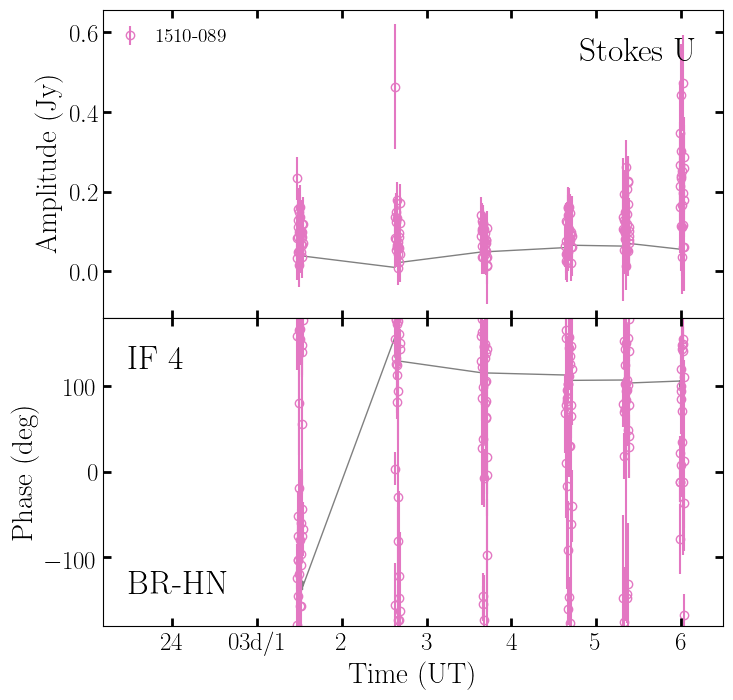 1510-089
Stokes U
0.6
0.4
0.2
0.0
Amplitude (Jy)
IF 4
100
0
−100
Phase (deg)
BR-HN
24 03d/1 2 3 4 5 6
Time (UT)